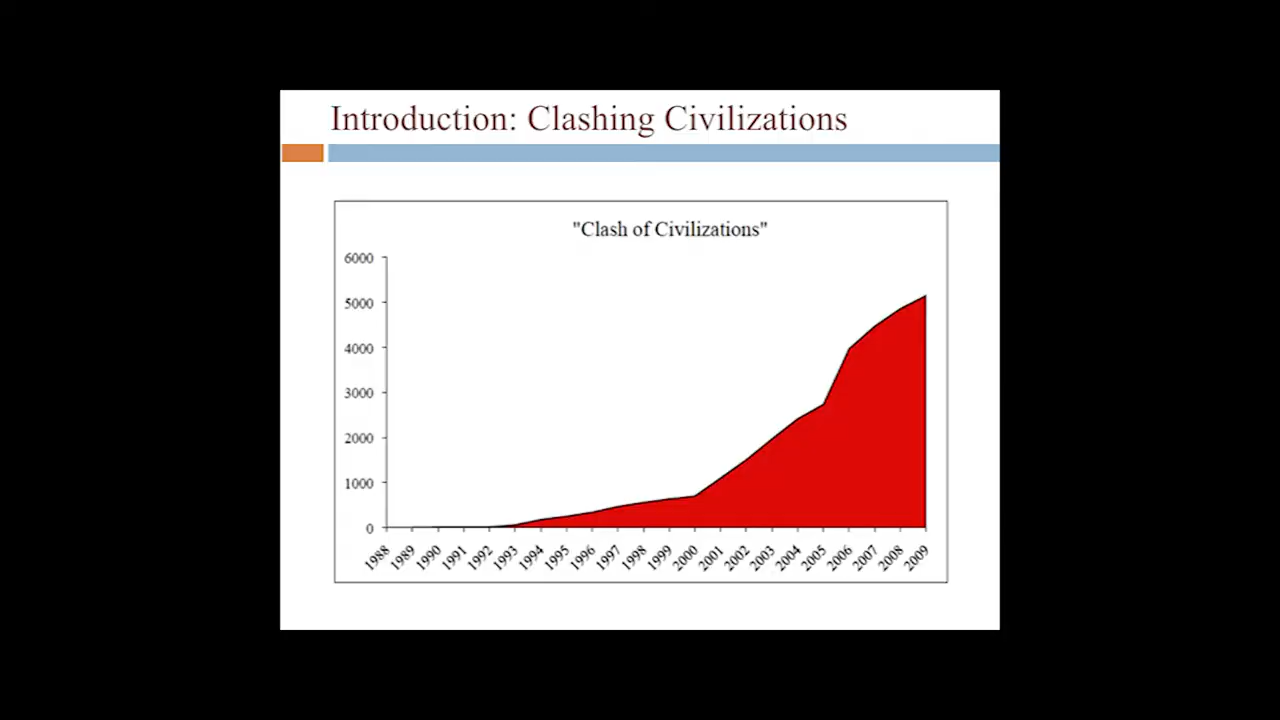 Introduction: Clashing Civilizations
"Clash of Civilizations"
6000
5000
4000
3000
2000
1000
0
1988 1989 1990 1991 1992 1993 1994 1995 1996 1997 1998 1999 2000 2001 2002 2003 2004 2005 2006 2007 2008 2009